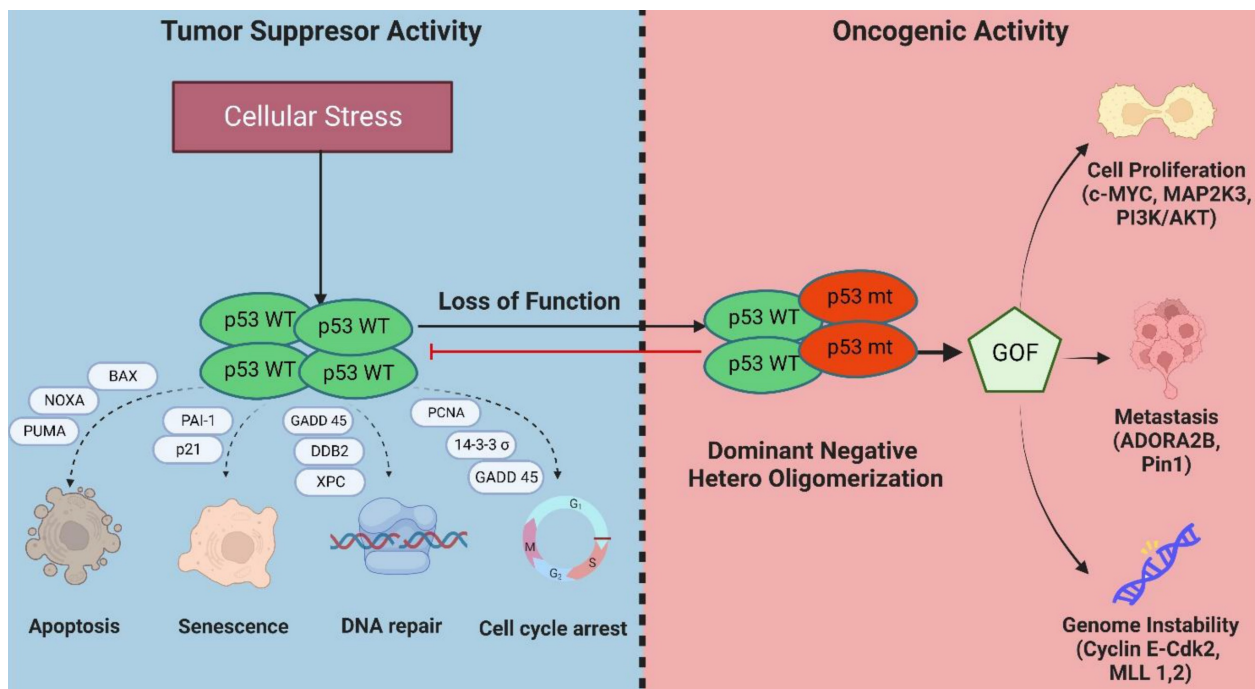 Tumor Suppresor Activity
Cellular Stress
p53 WT
p53 WT
p53 WT
p53 WT
Loss of Function
BAX
NOXA
PUMA
PAI-1
p21
GADD 45
DDB2
XPC
PCNA
14-3-3 σ
GADD 45
G₁
S
G₂
M
Apoptosis
Senescence
DNA repair
Cell cycle arrest
Oncogenic Activity
p53 WT
p53 mt
p53 WT
p53 mt
Dominant Negative
Hetero Oligomerization
GOF
Cell Proliferation
(c-MYC, MAP2K3,
PI3K/AKT)
Metastasis
(ADORA2B,
Pin1)
Genome Instability
(Cyclin E-Cdk2,
MLL 1,2)